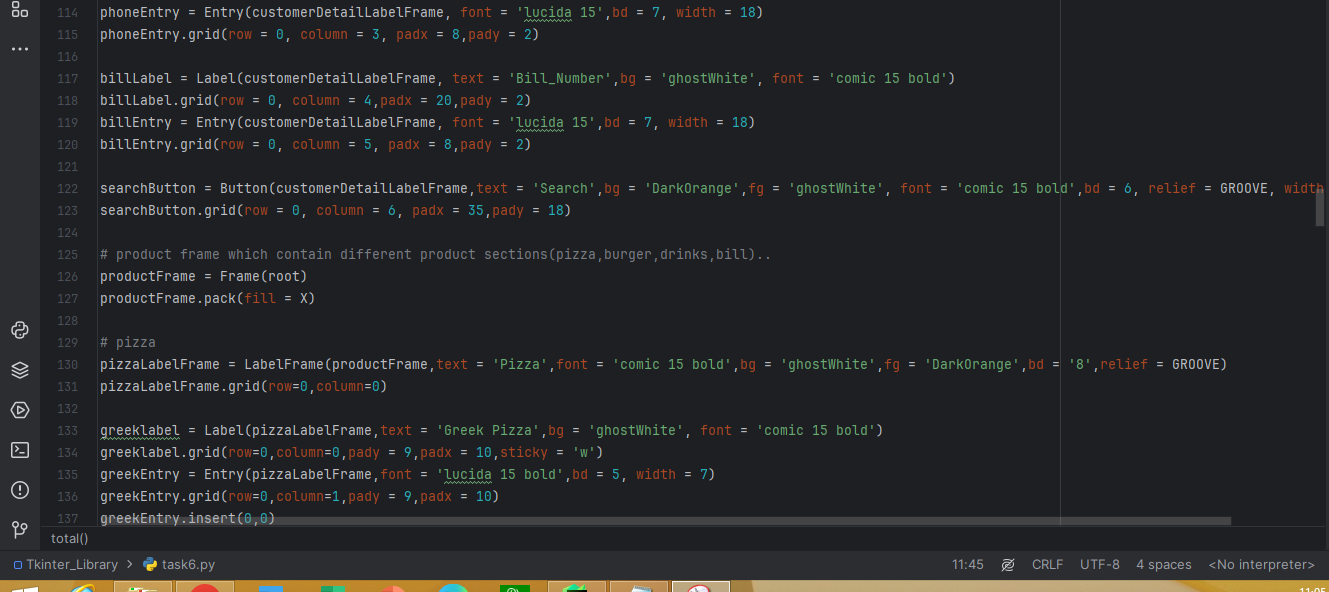 114 phoneEntry = Entry(customerDetailLabelFrame, font = 'lucida 15',bd = 7, width = 18)
115 phoneEntry.grid(row = 0, column = 3, padx = 8,pady = 2)
116
117 billLabel = Label(customerDetailLabelFrame, text = 'Bill_Number',bg = 'ghostWhite', font = 'comic 15 bold')
118 billLabel.grid(row = 0, column = 4,padx = 20,pady = 2)
119 billEntry = Entry(customerDetailLabelFrame, font = 'lucida 15',bd = 7, width = 18)
120 billEntry.grid(row = 0, column = 5, padx = 8,pady = 2)
121
122 searchButton = Button(customerDetailLabelFrame,text = 'Search',bg = 'DarkOrange',fg = 'ghostWhite', font = 'comic 15 bold',bd = 6, relief = GROOVE, width
123 searchButton.grid(row = 0, column = 6, padx = 35,pady = 18)
124
125 # product frame which contain different product sections(pizza,burger,drinks,bill)..
126 productFrame = Frame(root)
127 productFrame.pack(fill = X)
128
129 # pizza
130 pizzaLabelFrame = LabelFrame(productFrame,text = 'Pizza',font = 'comic 15 bold',bg = 'ghostWhite',fg = 'DarkOrange',bd = '8',relief = GROOVE)
131 pizzaLabelFrame.grid(row=0,column=0)
132
133 greeklabel = Label(pizzaLabelFrame,text = 'Greek Pizza',bg = 'ghostWhite', font = 'comic 15 bold')
134 greeklabel.grid(row=0,column=0,pady = 9,padx = 10,sticky = 'w')
135 greekEntry = Entry(pizzaLabelFrame,font = 'lucida 15 bold',bd = 5, width = 7)
136 greekEntry.grid(row=0,column=1,pady = 9,padx = 10)
137 greekEntry.insert(0,0)
total()
Tkinter_Library > task6.py 11:45 CRLF UTF-8 4 spaces <No interpreter>
11:05